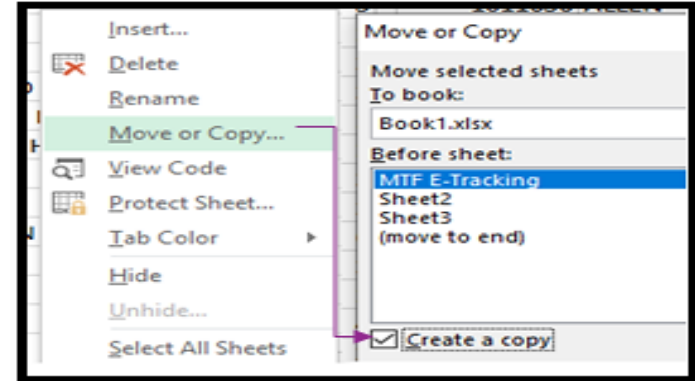 Insert...
Delete
Rename
Move or Copy...
View Code
Protect Sheet...
Tab Color
Hide
Unhide...
Select All Sheets
Move or Copy
Move selected sheets
To book:
Book1.xlsx
Before sheet:
MTF E-Tracking
Sheet2
Sheet3
(move to end)
Create a copy